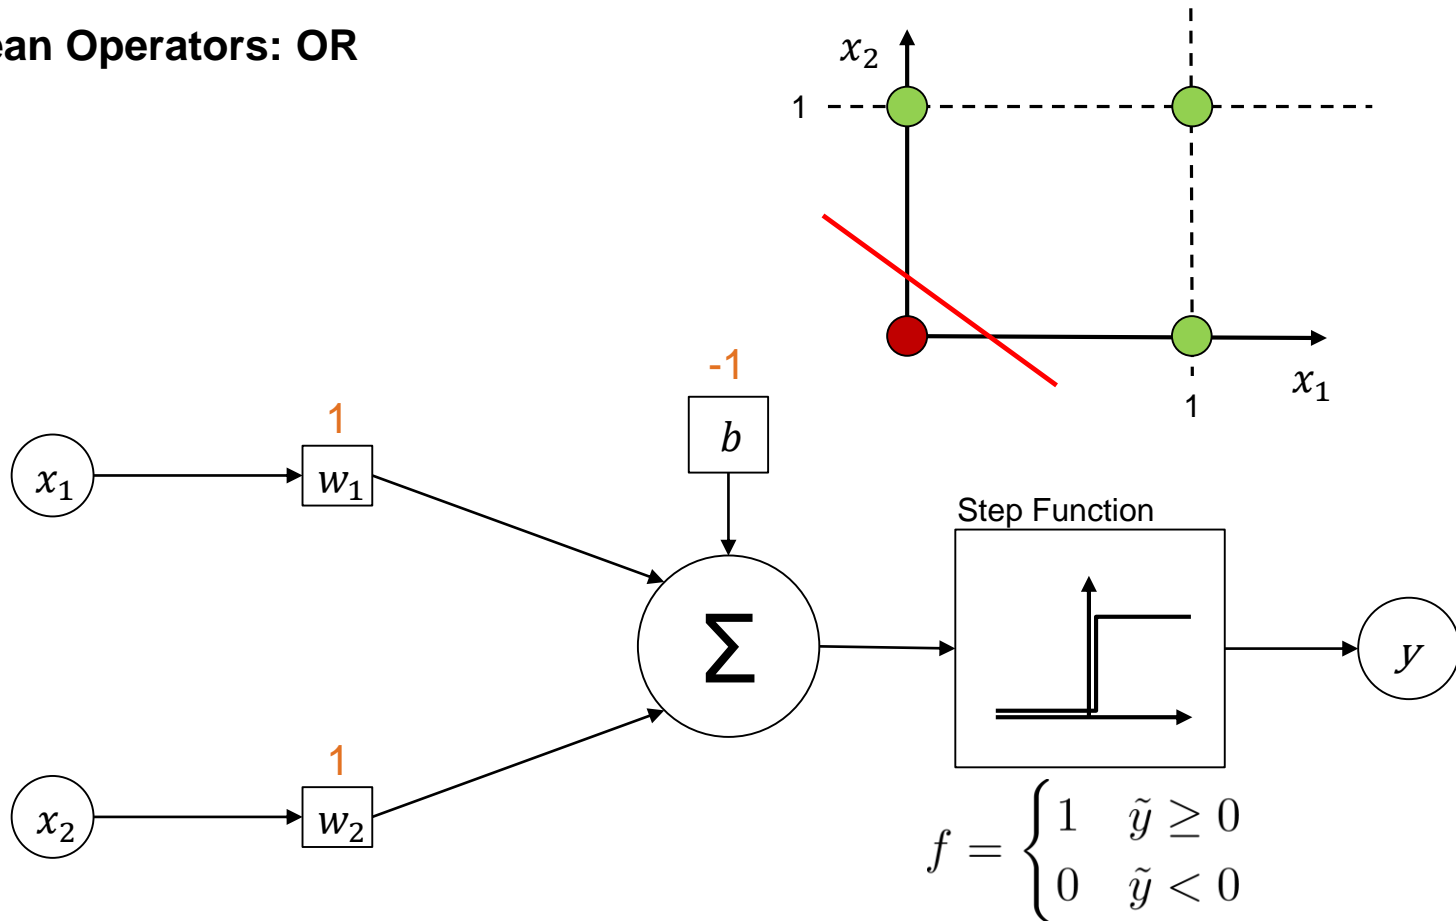 ean Operators: OR
x₂
1
x₁
1
-1
b
1
x₁
w₁
Step Function
Σ
y
1
x₂
w₂
f = { 1 ỹ ≥ 0
0 ỹ < 0